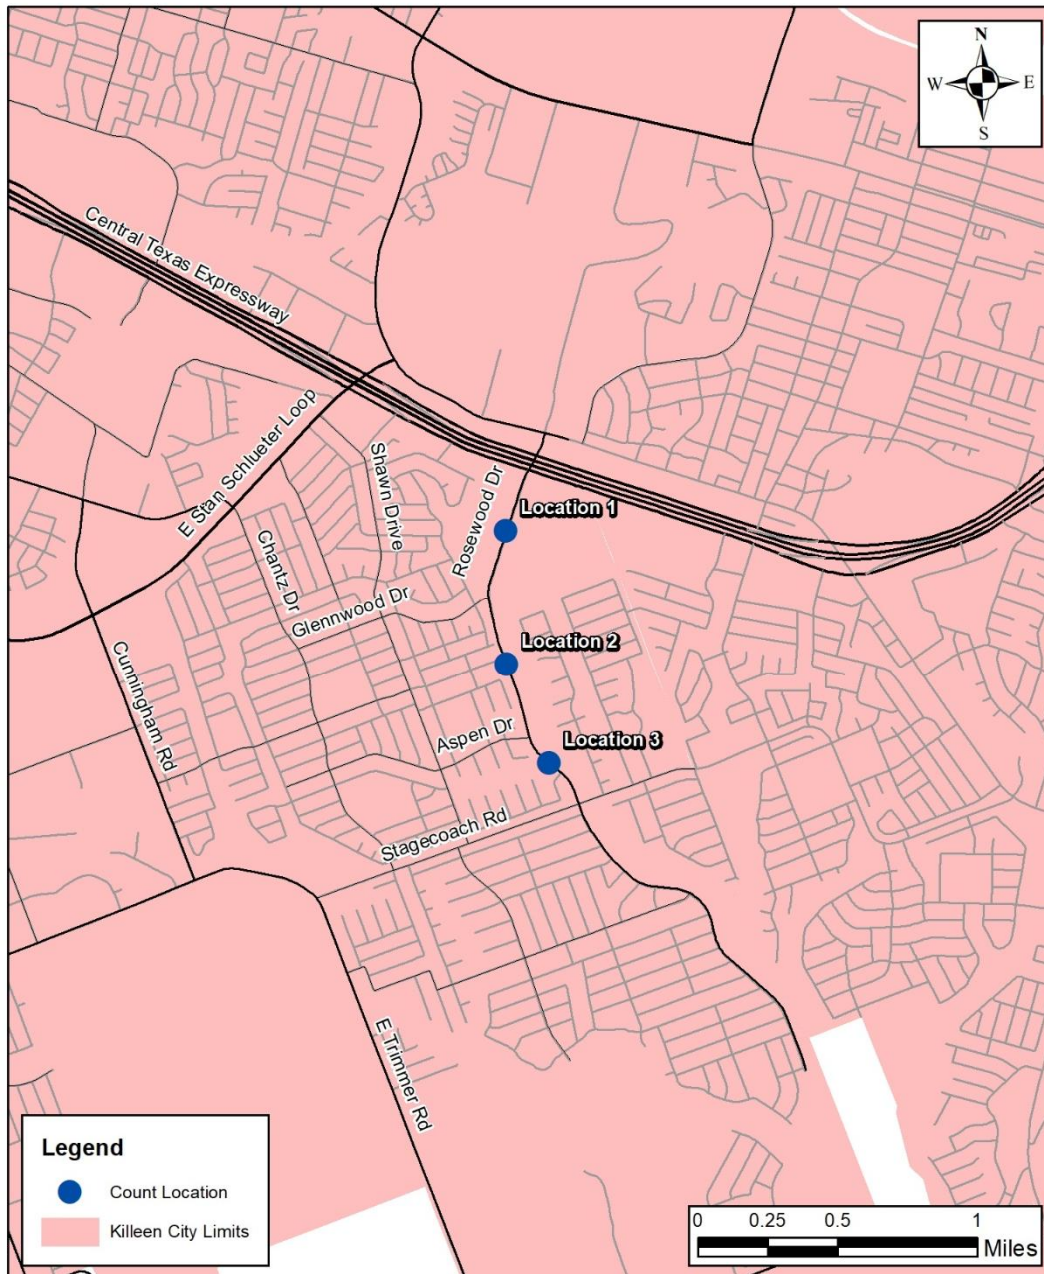 N
W E
S
Central Texas Expressway
E Stan Schlueter Loop
Shawn Drive
Rosewood Dr
Location 1
Chantz Dr
Glennwood Dr
Location 2
Cunningham Rd
Aspen Dr
Location 3
Stagecoach Rd
E Trimmer Rd
Legend
Count Location
Killeen City Limits
0 0.25 0.5 1
Miles